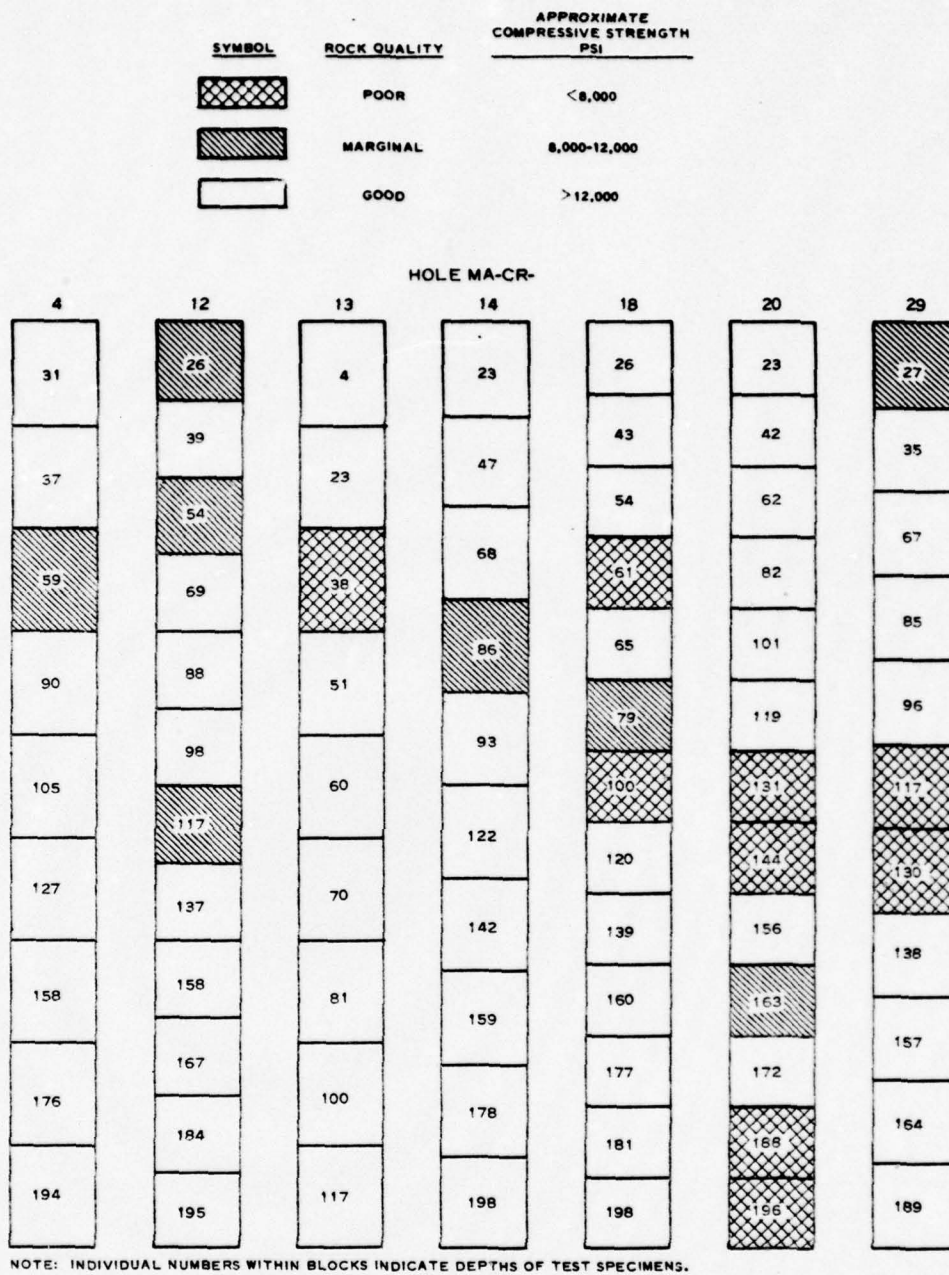 APPROXIMATE
COMPRESSIVE STRENGTH
SYMBOL ROCK QUALITY PSI
POOR <8,000
MARGINAL 8,000-12,000
GOOD >12,000
HOLE MA-CR-
4 12 13 14 18 20 29
31 26 4 23 26 23 27
37 39 23 47 43 42 35
59 54 38 68 54 62 67
90 69 51 86 61 82 85
105 88 60 93 65 101 96
127 98 70 122 79 119 117
158 117 81 142 100 131 130
176 137 100 159 120 144 138
194 158 117 178 139 156 157
167 198 160 163 164
184 177 172 189
195 181 188
198 196
NOTE: INDIVIDUAL NUMBERS WITHIN BLOCKS INDICATE DEPTHS OF TEST SPECIMENS.